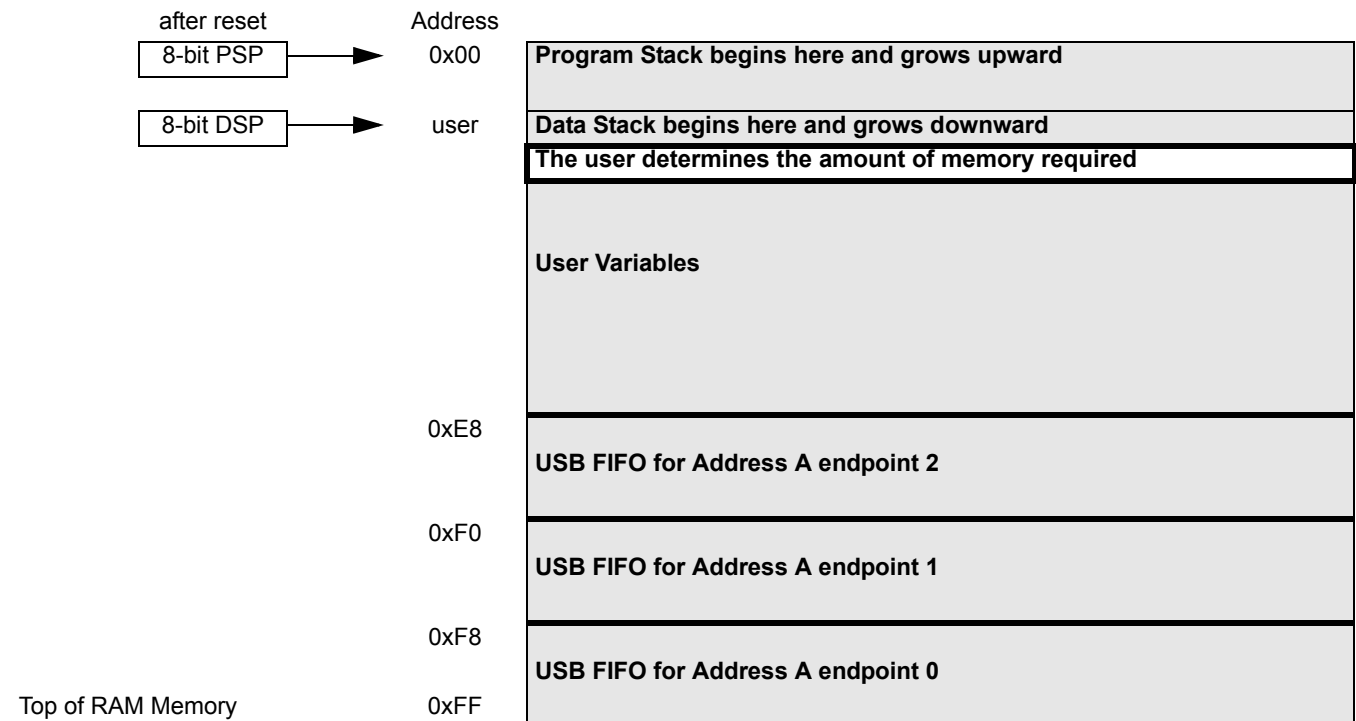 after reset Address
8-bit PSP 0x00 Program Stack begins here and grows upward
8-bit DSP user Data Stack begins here and grows downward
The user determines the amount of memory required
User Variables
0xE8
USB FIFO for Address A endpoint 2
0xF0
USB FIFO for Address A endpoint 1
0xF8
USB FIFO for Address A endpoint 0
Top of RAM Memory 0xFF